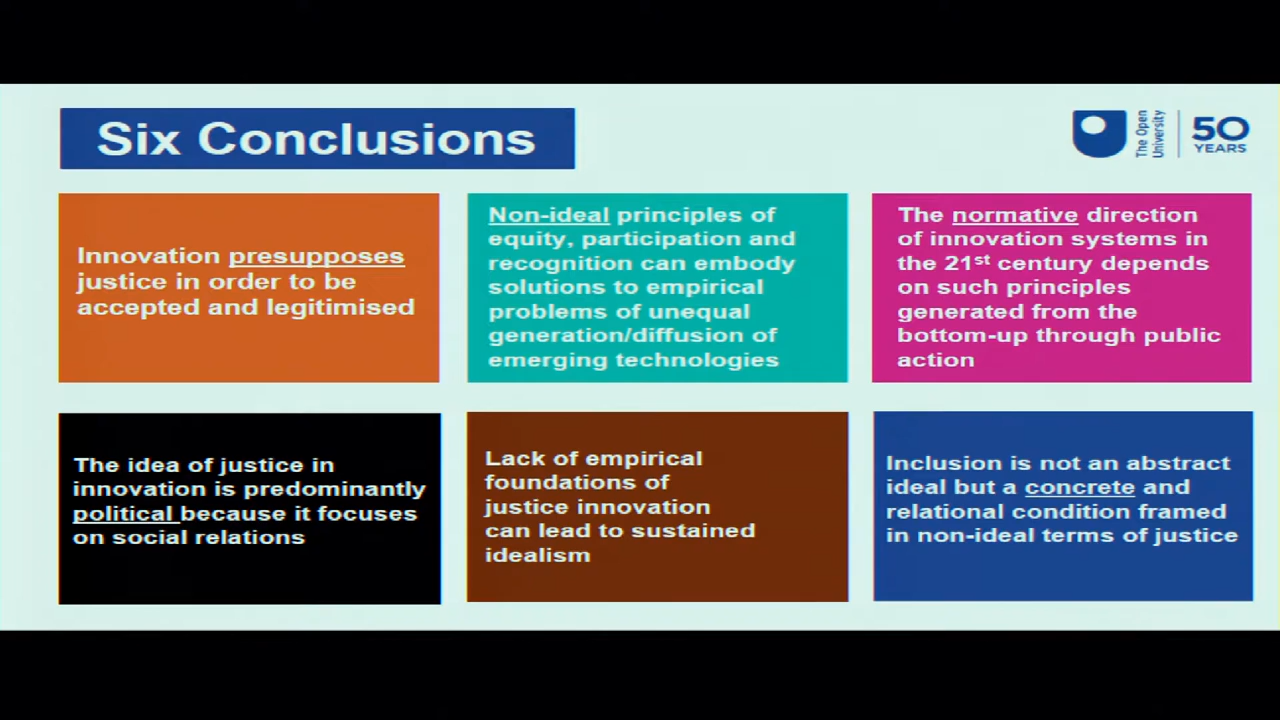 Six Conclusions
The Open
University
50
YEARS
Innovation presupposes
justice in order to be
accepted and legitimised
Non-ideal principles of
equity, participation and
recognition can embody
solutions to empirical
problems of unequal
generation/diffusion of
emerging technologies
The normative direction
of innovation systems in
the 21st century depends
on such principles
generated from the
bottom-up through public
action
The idea of justice in
innovation is predominantly
political because it focuses
on social relations
Lack of empirical
foundations of
justice innovation
can lead to sustained
idealism
Inclusion is not an abstract
ideal but a concrete and
relational condition framed
in non-ideal terms of justice